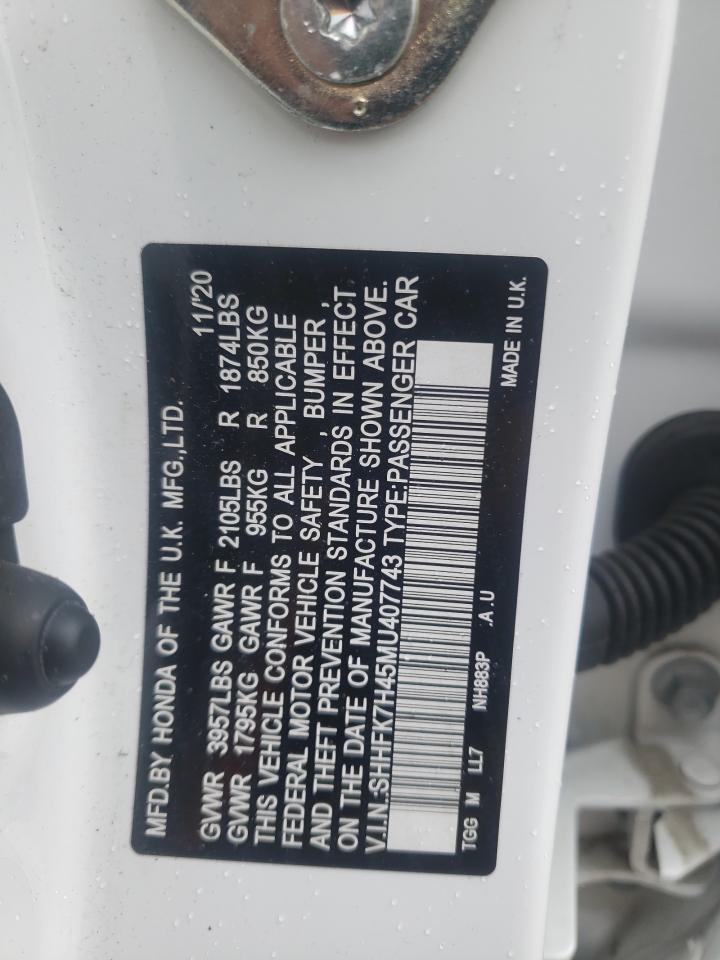 MFD.BY HONDA OF THE U.K. MFG.,LTD.
11/'20
GVWR 3957LBS GAWR F 2105LBS R 1874LBS
GVWR 1795KG GAWR F 955KG R 850KG
THIS VEHICLE CONFORMS TO ALL APPLICABLE
FEDERAL MOTOR VEHICLE SAFETY , BUMPER ,
AND THEFT PREVENTION STANDARDS IN EFFECT
ON THE DATE OF MANUFACTURE SHOWN ABOVE.
V.I.N.:SHHFK7H45MU407743 TYPE:PASSENGER CAR
TGG M LL7 NH883P .A.U
MADE IN U.K.